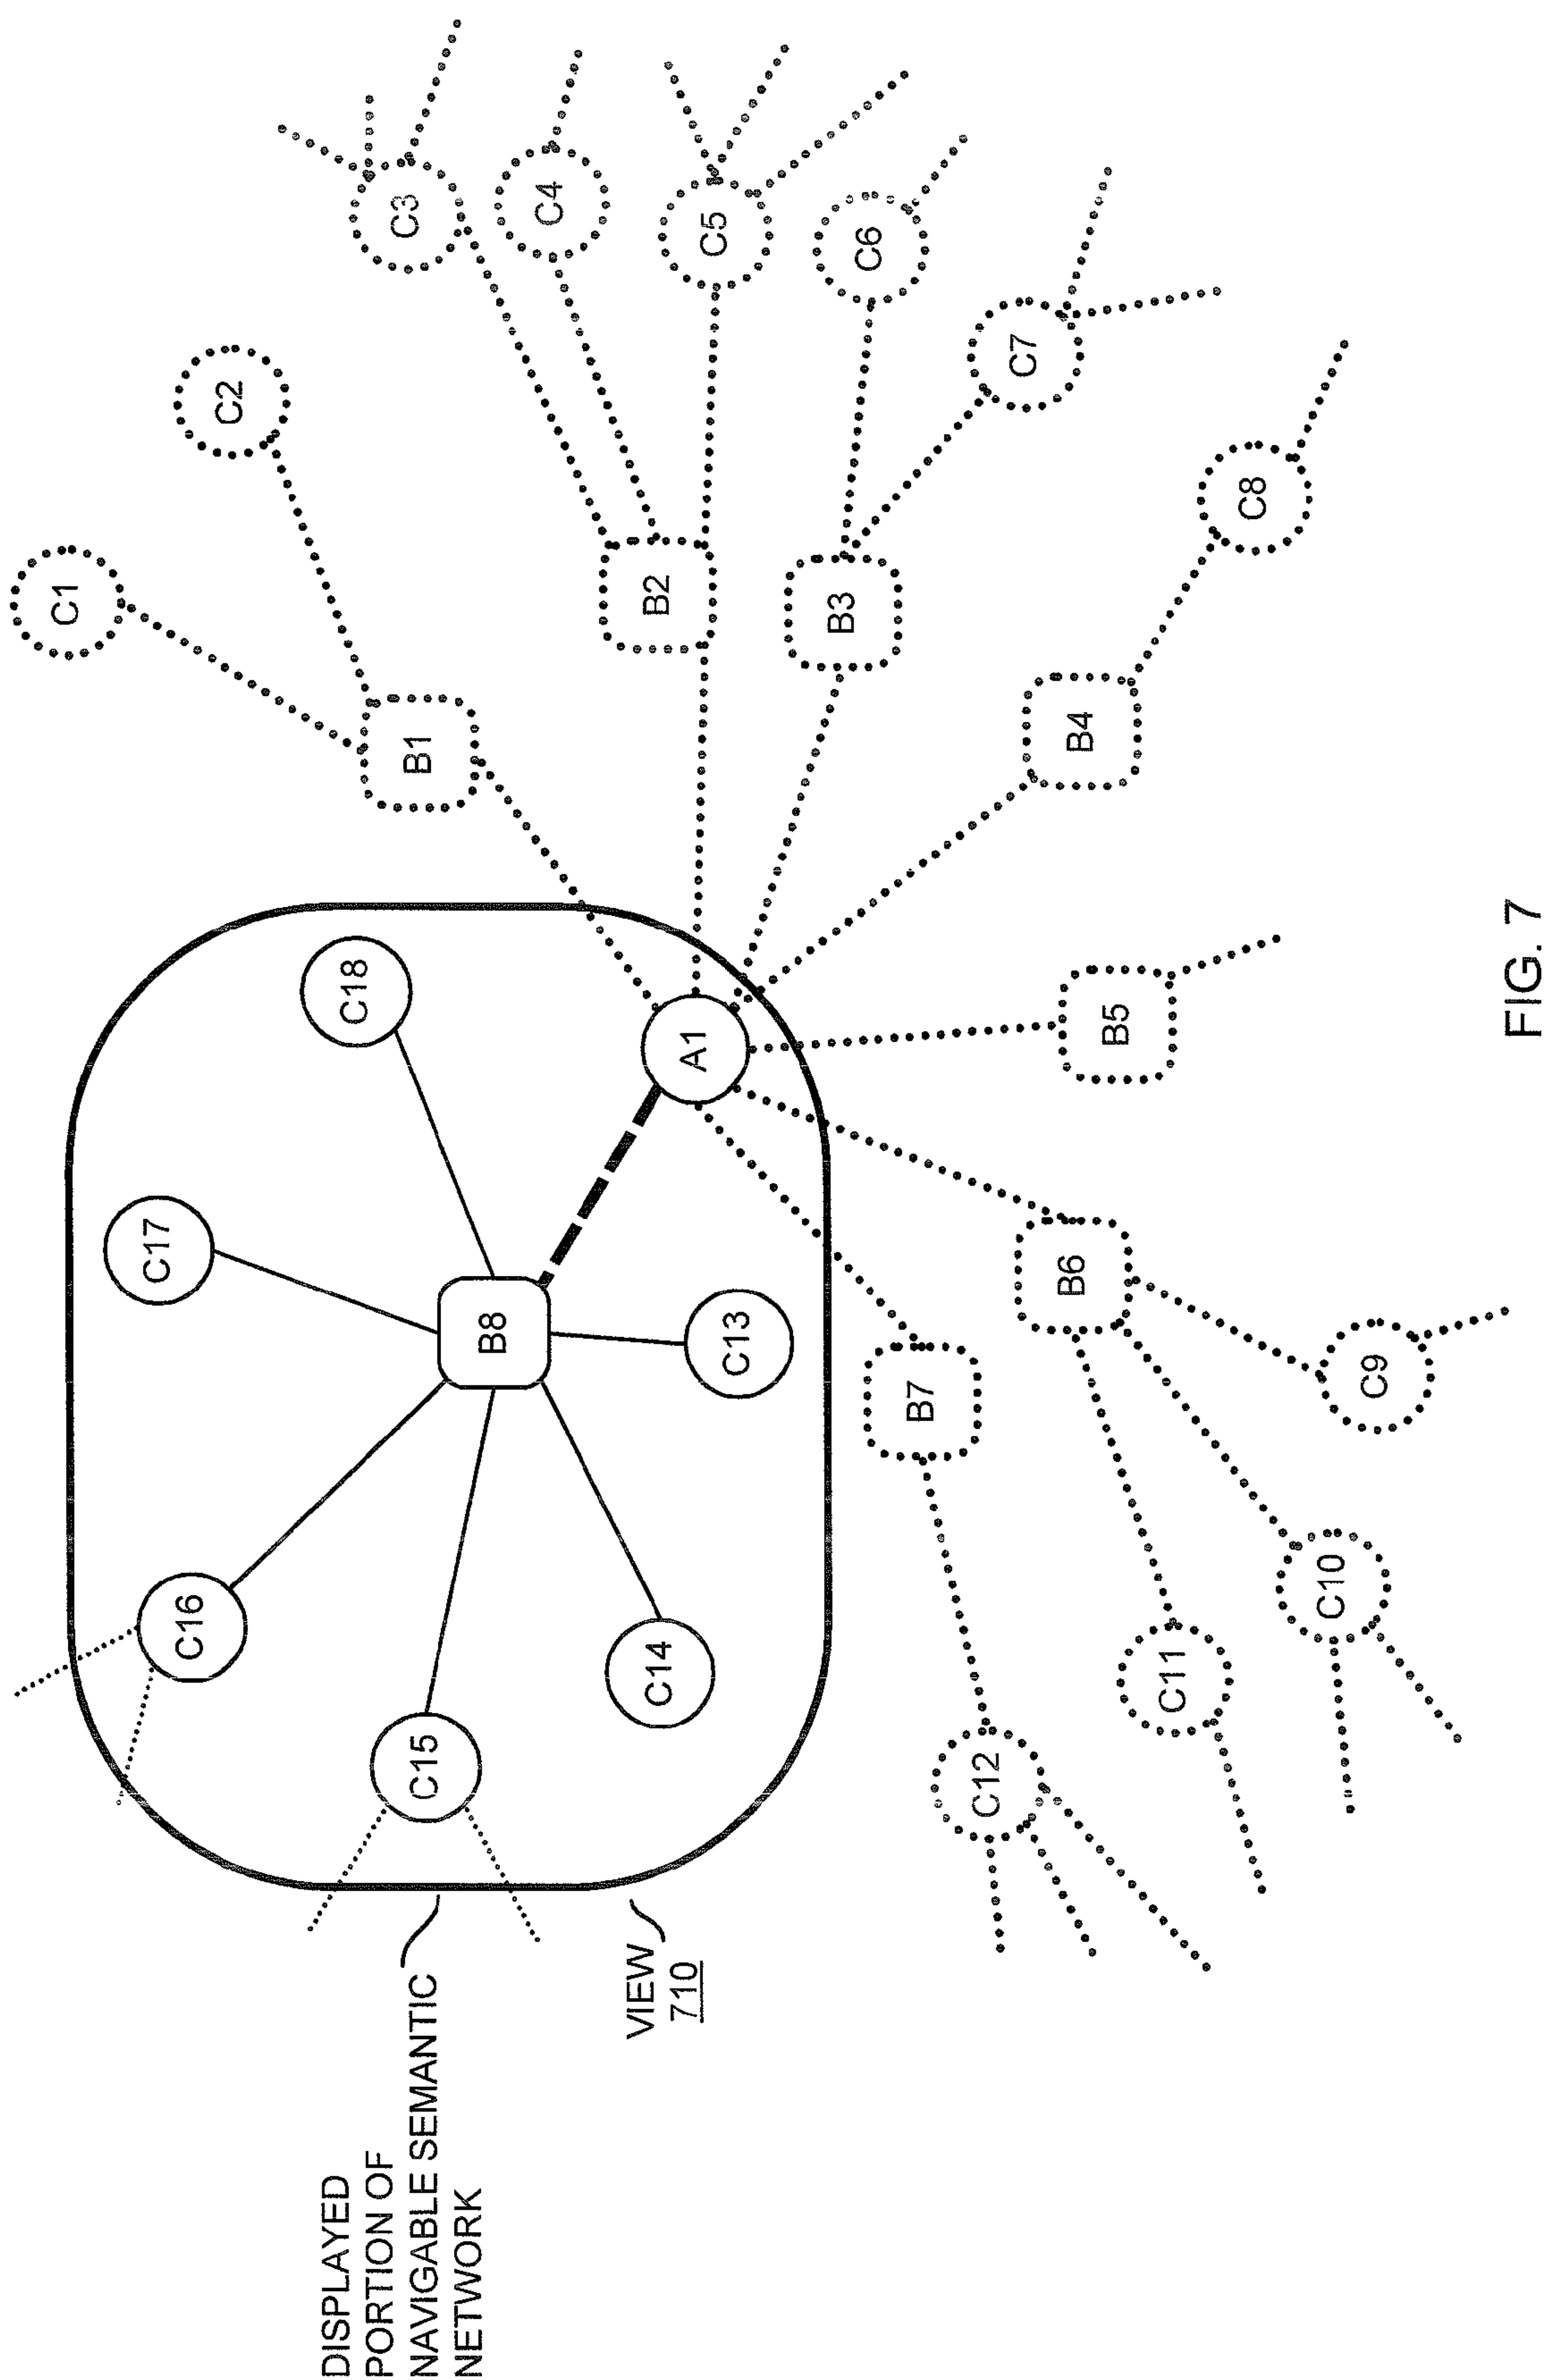 DISPLAYED
PORTION OF
NAVIGABLE SEMANTIC
NETWORK
VIEW
710
C16
C17
C18
C15
B8
C14
C13
A1
C1
C2
B1
C3
C4
B2
C5
B3
C6
C7
B4
C8
B5
B7
B6
C12
C11
C10
C9
FIG. 7